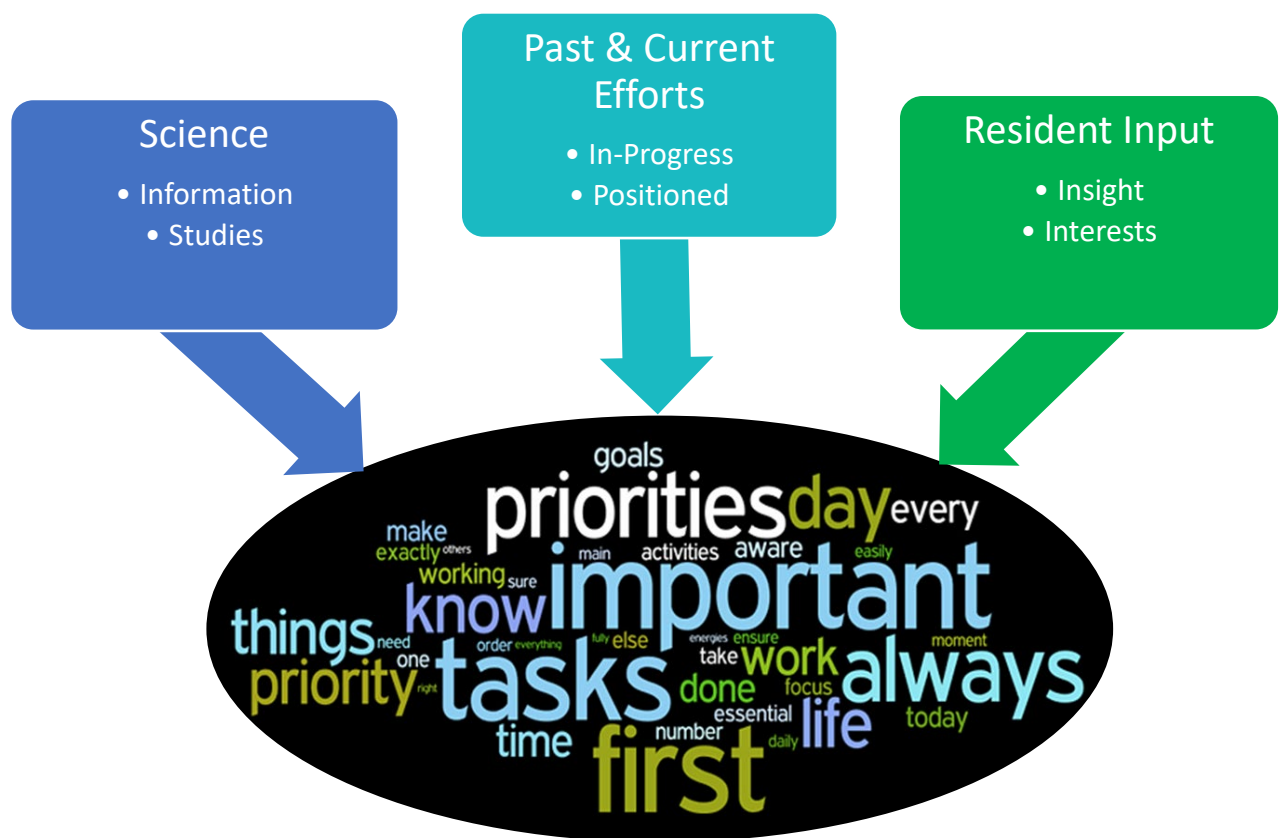 Science
• Information
• Studies
Past & Current
Efforts
• In-Progress
• Positioned
Resident Input
• Insight
• Interests
goals
priorities day every
make
exactly others main activities aware easily
working sure important
know
things need order everything fully else energies ensure moment
priority one tasks take work always
right done focus
essential life today
time number daily
first